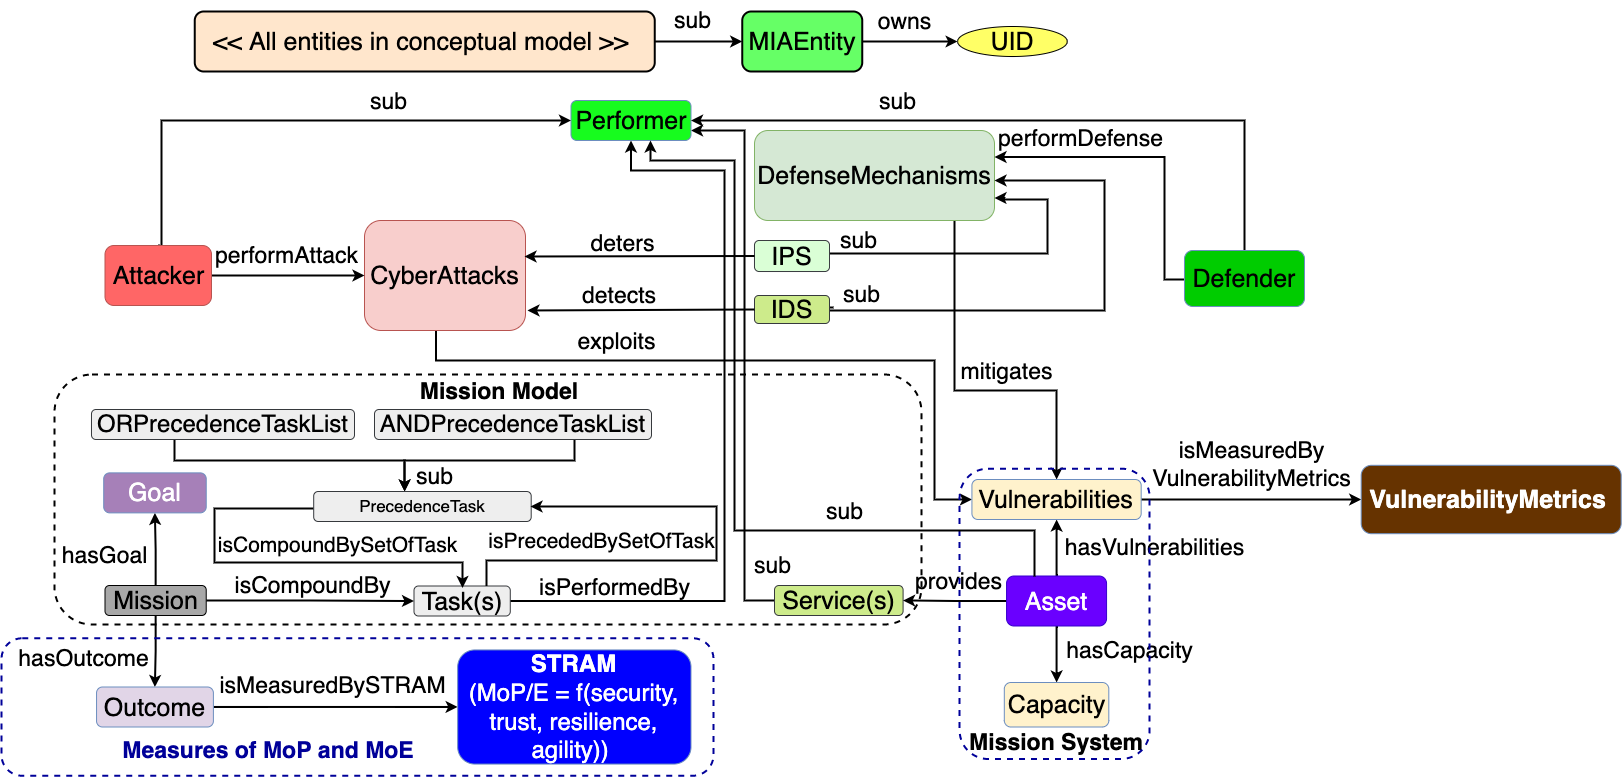 << All entities in conceptual model >>
sub
MIAEntity
owns
UID
sub
Performer
sub
performDefense
DefenseMechanisms
Attacker
performAttack
CyberAttacks
deters
IPS
sub
Defender
detects
IDS
sub
exploits
mitigates
Mission Model
ORPrecedenceTaskList
ANDPrecedenceTaskList
sub
Goal
PrecedenceTask
isCompoundBySetOfTask
isPrecededBySetOfTask
hasGoal
Mission
isCompoundBy
Task(s)
isPerformedBy
sub
sub
Service(s)
provides
Asset
hasVulnerabilities
Vulnerabilities
isMeasuredBy
VulnerabilityMetrics
VulnerabilityMetrics
hasCapacity
Capacity
Mission System
hasOutcome
Outcome
isMeasuredBySTRAM
STRAM
(MoP/E = f(security,
trust, resilience,
agility))
Measures of MoP and MoE